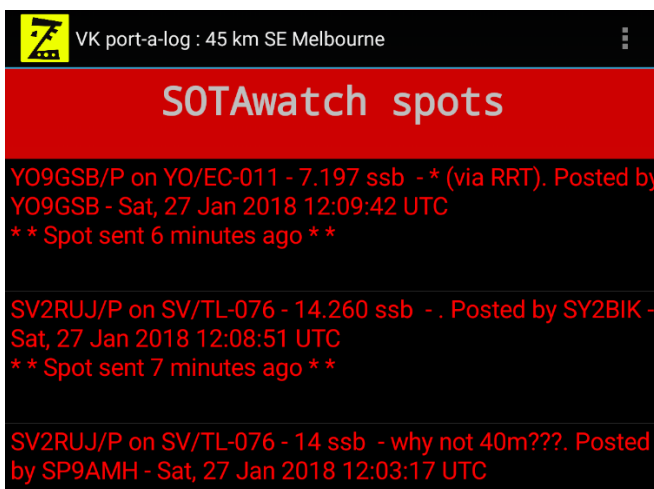 VK port-a-log : 45 km SE Melbourne
SOTAwatch spots
YO9GSB/P on YO/EC-011 - 7.197 ssb - * (via RRT). Posted by
YO9GSB - Sat, 27 Jan 2018 12:09:42 UTC
* * Spot sent 6 minutes ago * *
SV2RUJ/P on SV/TL-076 - 14.260 ssb - . Posted by SY2BIK -
Sat, 27 Jan 2018 12:08:51 UTC
* * Spot sent 7 minutes ago * *
SV2RUJ/P on SV/TL-076 - 14 ssb - why not 40m???. Posted
by SP9AMH - Sat, 27 Jan 2018 12:03:17 UTC